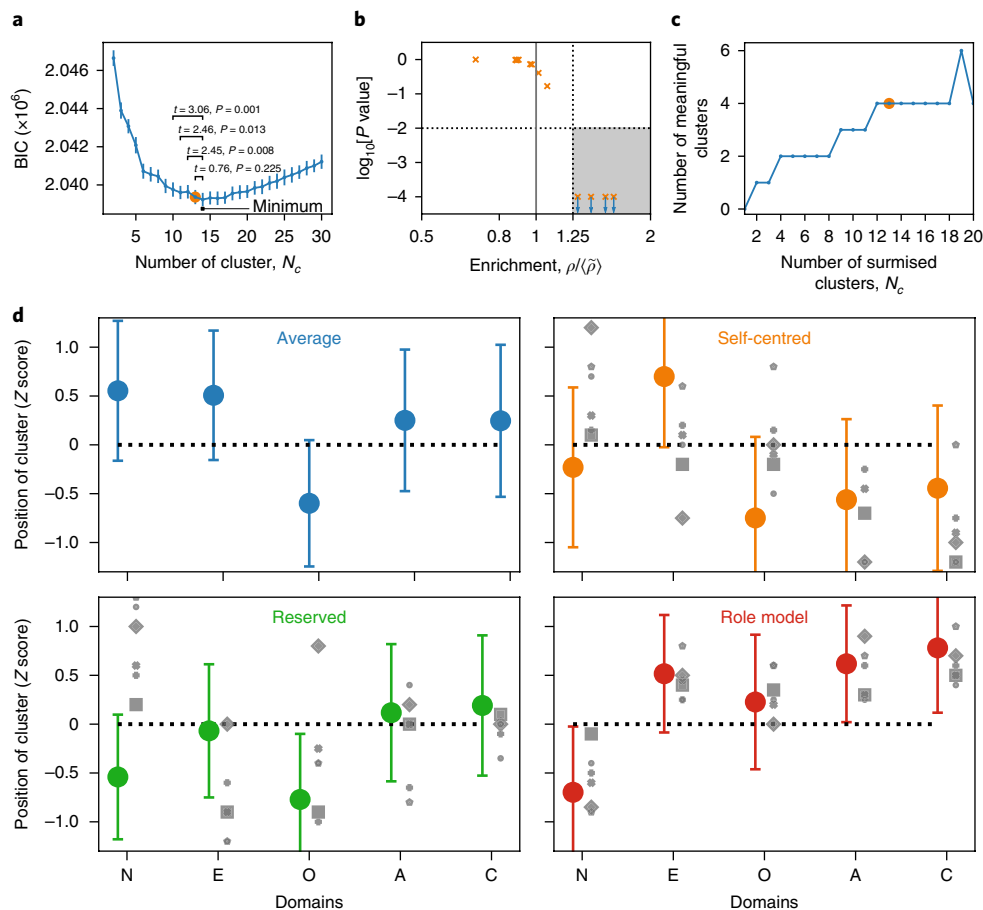 a
2.046
2.044
2.042
2.040
BIC (×10⁶)
t = 3.06, P = 0.001
t = 2.46, P = 0.013
t = 2.45, P = 0.008
t = 0.76, P = 0.225
Minimum
5 10 15 20 25 30
Number of cluster, N_c
b
0
−1
−2
−3
−4
log₁₀[P value]
0.5 0.8 1 1.25 2
Enrichment, ρ/⟨ρ̃⟩
c
6
4
2
0
Number of meaningful
clusters
2 4 6 8 10 12 14 16 18 20
Number of surmised
clusters, N_c
d
Average
1.0
0.5
0
−0.5
−1.0
Position of cluster (Z score)
Self-centred
Reserved
1.0
0.5
0
−0.5
−1.0
Position of cluster (Z score)
N E O A C
Domains
Role model
N E O A C
Domains